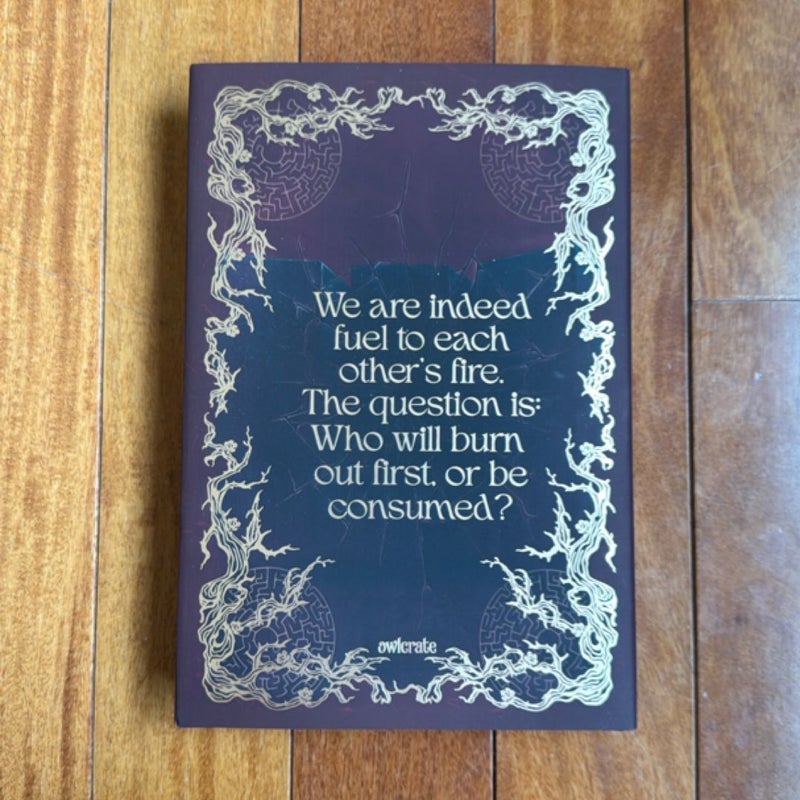 We are indeed
fuel to each
other's fire.
The question is:
Who will burn
out first, or be
consumed?
owlcrate